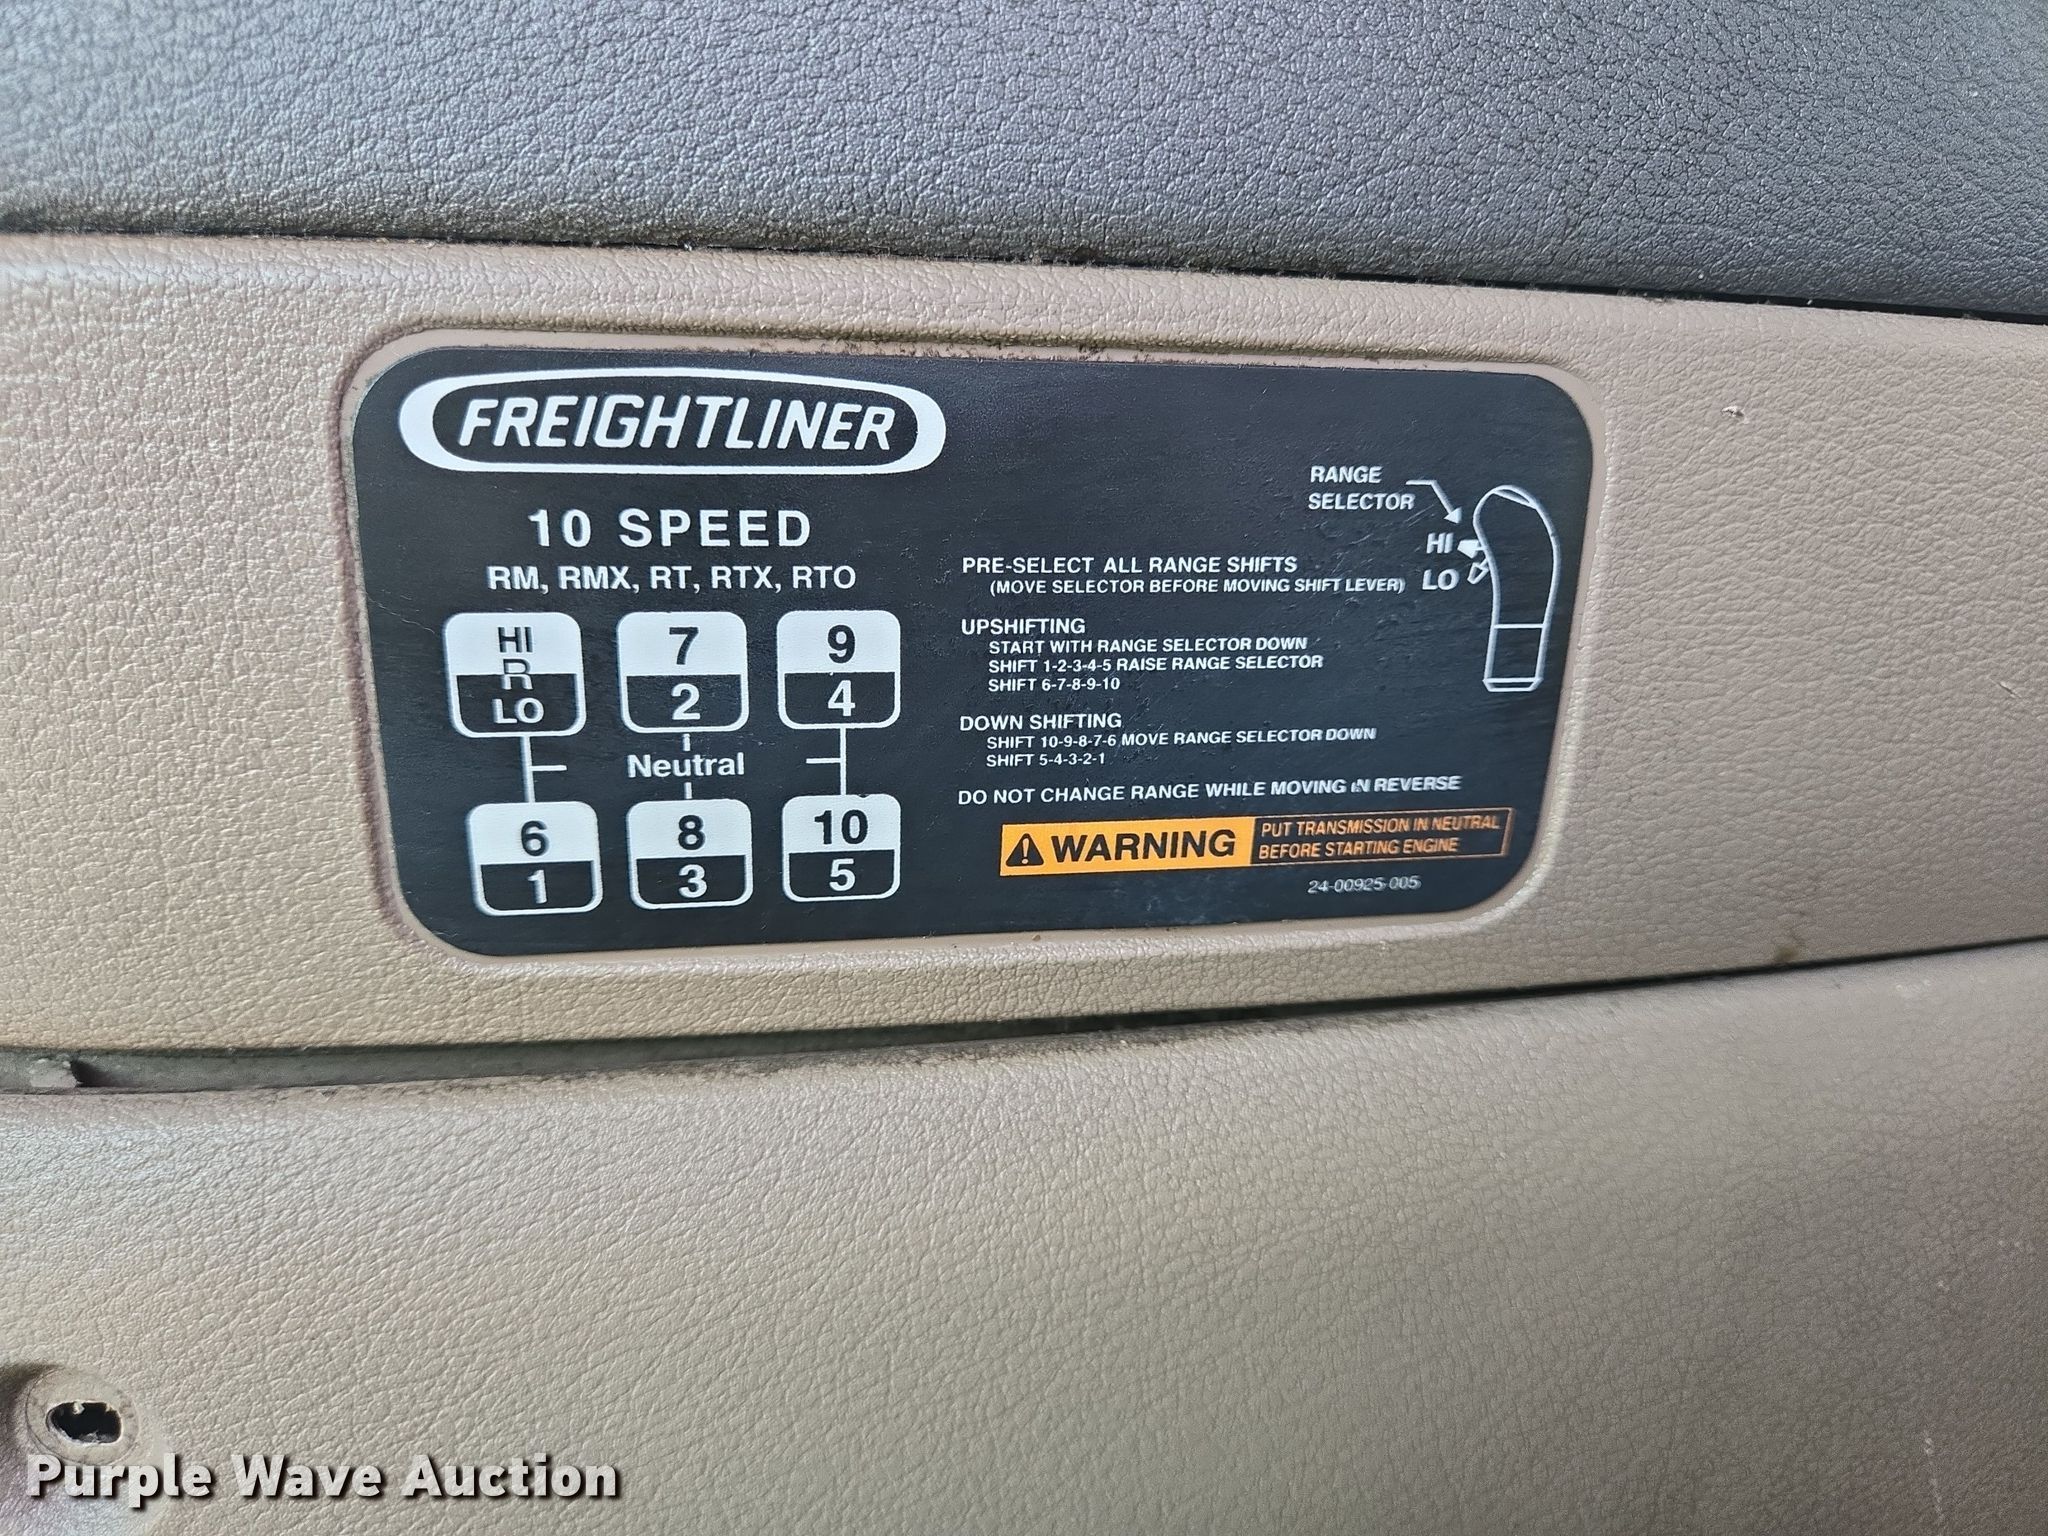 FREIGHTLINER
10 SPEED
RM, RMX, RT, RTX, RTO
HI
R
LO
7
2
9
4
Neutral
6
1
8
3
10
5
RANGE
SELECTOR
HI
LO
PRE-SELECT ALL RANGE SHIFTS
(MOVE SELECTOR BEFORE MOVING SHIFT LEVER)
UPSHIFTING
START WITH RANGE SELECTOR DOWN
SHIFT 1-2-3-4-5 RAISE RANGE SELECTOR
SHIFT 6-7-8-9-10
DOWN SHIFTING
SHIFT 10-9-8-7-6 MOVE RANGE SELECTOR DOWN
SHIFT 5-4-3-2-1
DO NOT CHANGE RANGE WHILE MOVING IN REVERSE
WARNING
PUT TRANSMISSION IN NEUTRAL
BEFORE STARTING ENGINE
24-00925-005
Purple Wave Auction